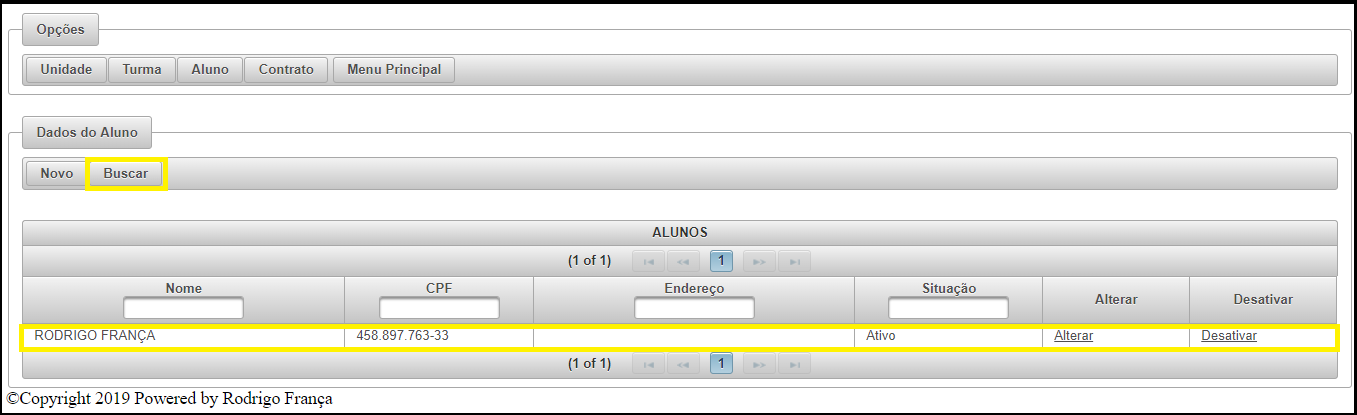 Opções
Unidade Turma Aluno Contrato Menu Principal
Dados do Aluno
Novo Buscar
ALUNOS
(1 of 1) 1
Nome CPF Endereço Situação Alterar Desativar
RODRIGO FRANÇA 458.897.763-33 Ativo Alterar Desativar
(1 of 1) 1
©Copyright 2019 Powered by Rodrigo França